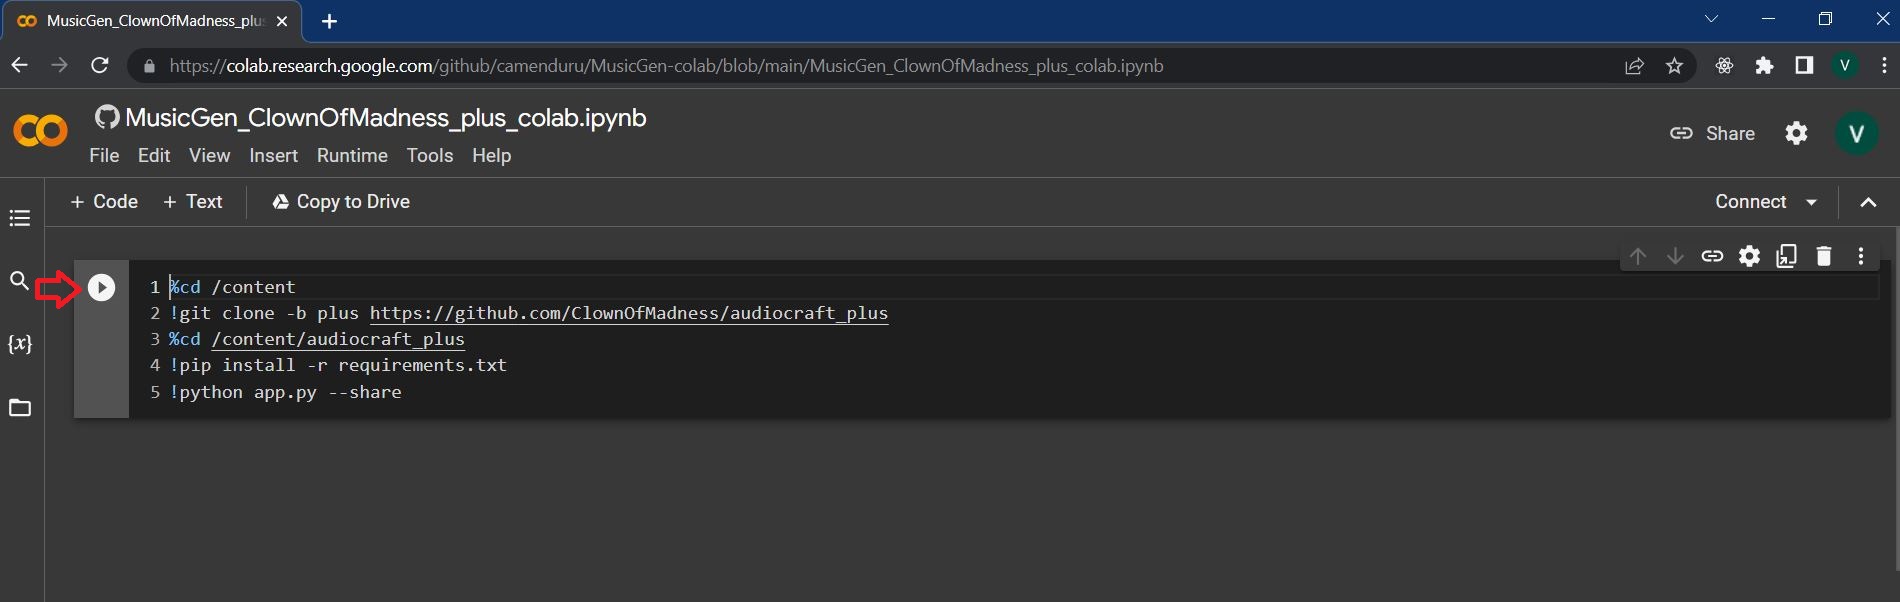 MusicGen_ClownOfMadness_plu
https://colab.research.google.com/github/camenduru/MusicGen-colab/blob/main/MusicGen_ClownOfMadness_plus_colab.ipynb
V
MusicGen_ClownOfMadness_plus_colab.ipynb
File Edit View Insert Runtime Tools Help
Share
V
+ Code + Text Copy to Drive
Connect
{x}
1 %cd /content
2 !git clone -b plus https://github.com/ClownOfMadness/audiocraft_plus
3 %cd /content/audiocraft_plus
4 !pip install -r requirements.txt
5 !python app.py --share